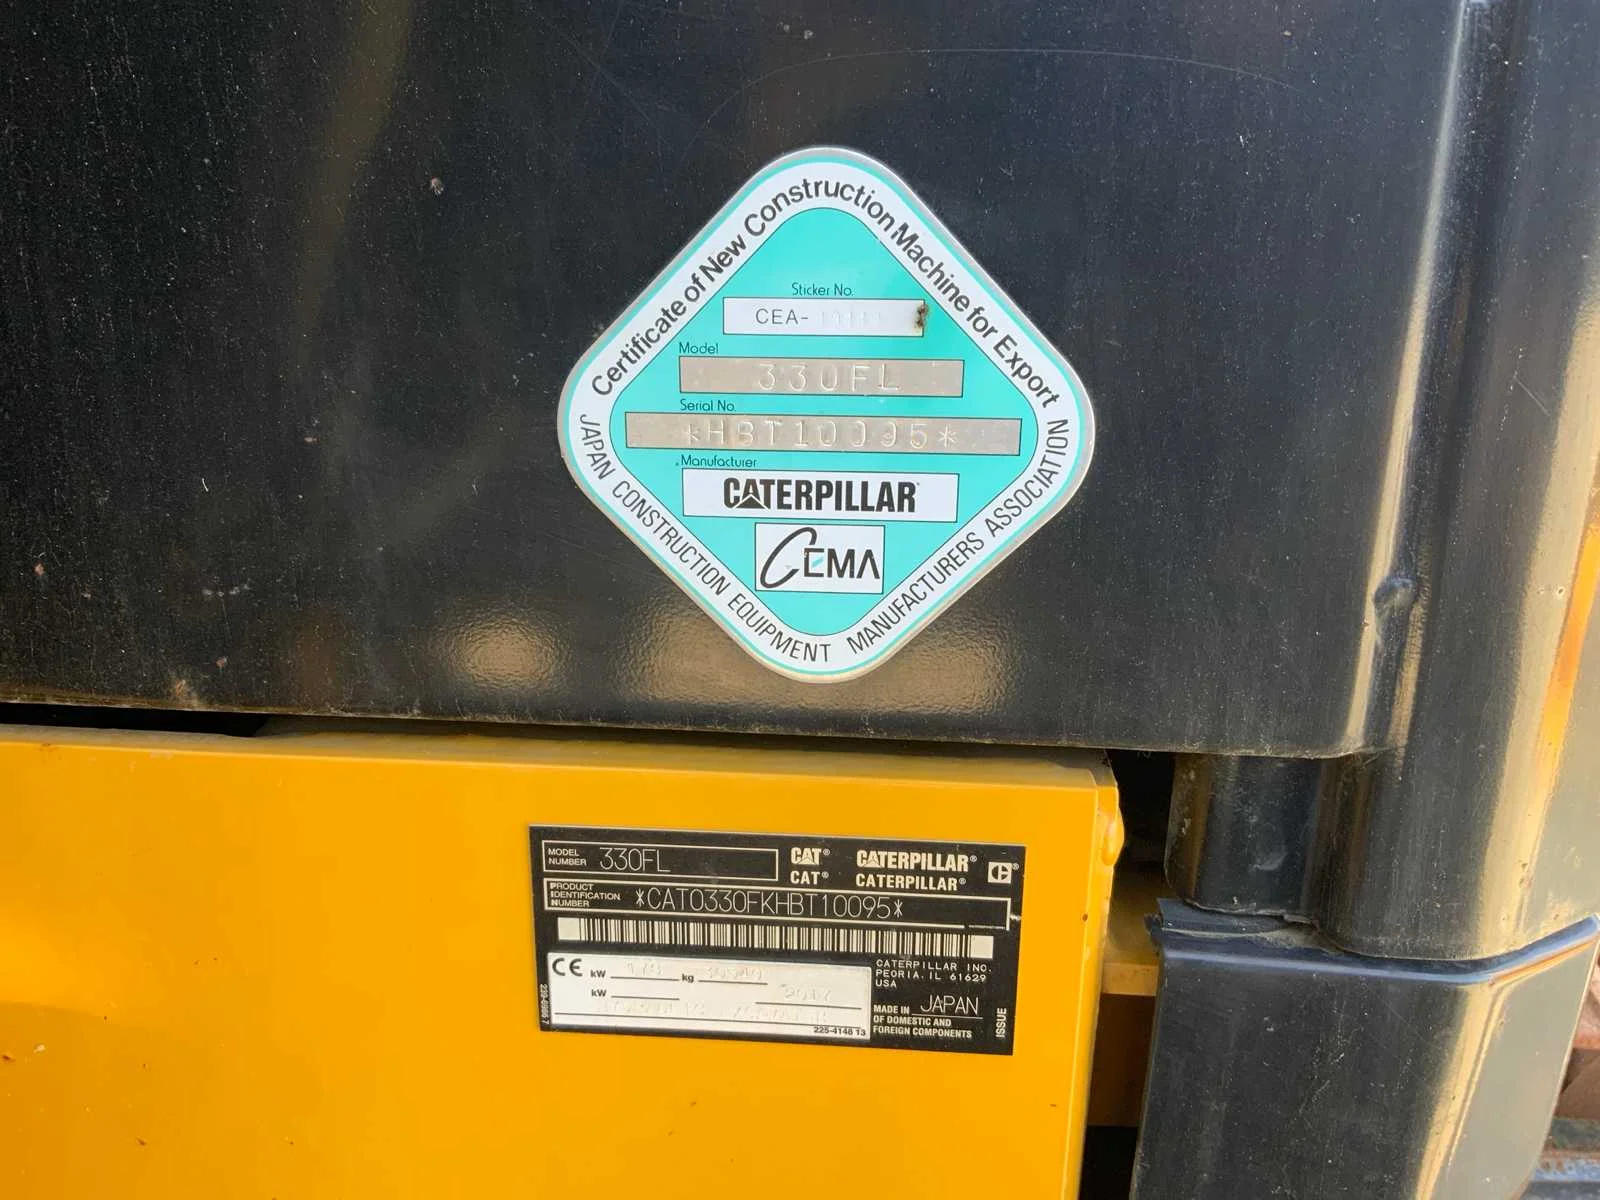 Certificate of New Construction Machine for Export
Sticker No.
CEA-
Model
330FL
Serial No.
*HBT10095*
Manufacturer
CATERPILLAR
CEMA
JAPAN CONSTRUCTION EQUIPMENT MANUFACTURERS ASSOCIATION
MODEL NUMBER 330FL
CAT® CATERPILLAR®
CAT® CATERPILLAR®
PRODUCT IDENTIFICATION NUMBER *CAT0330FKHBT10095*
CE kW kg
kW 2017
225-4146 13
CATERPILLAR INC.
PEORIA, IL 61629
USA
MADE IN JAPAN
OF DOMESTIC AND
FOREIGN COMPONENTS
ISSUE